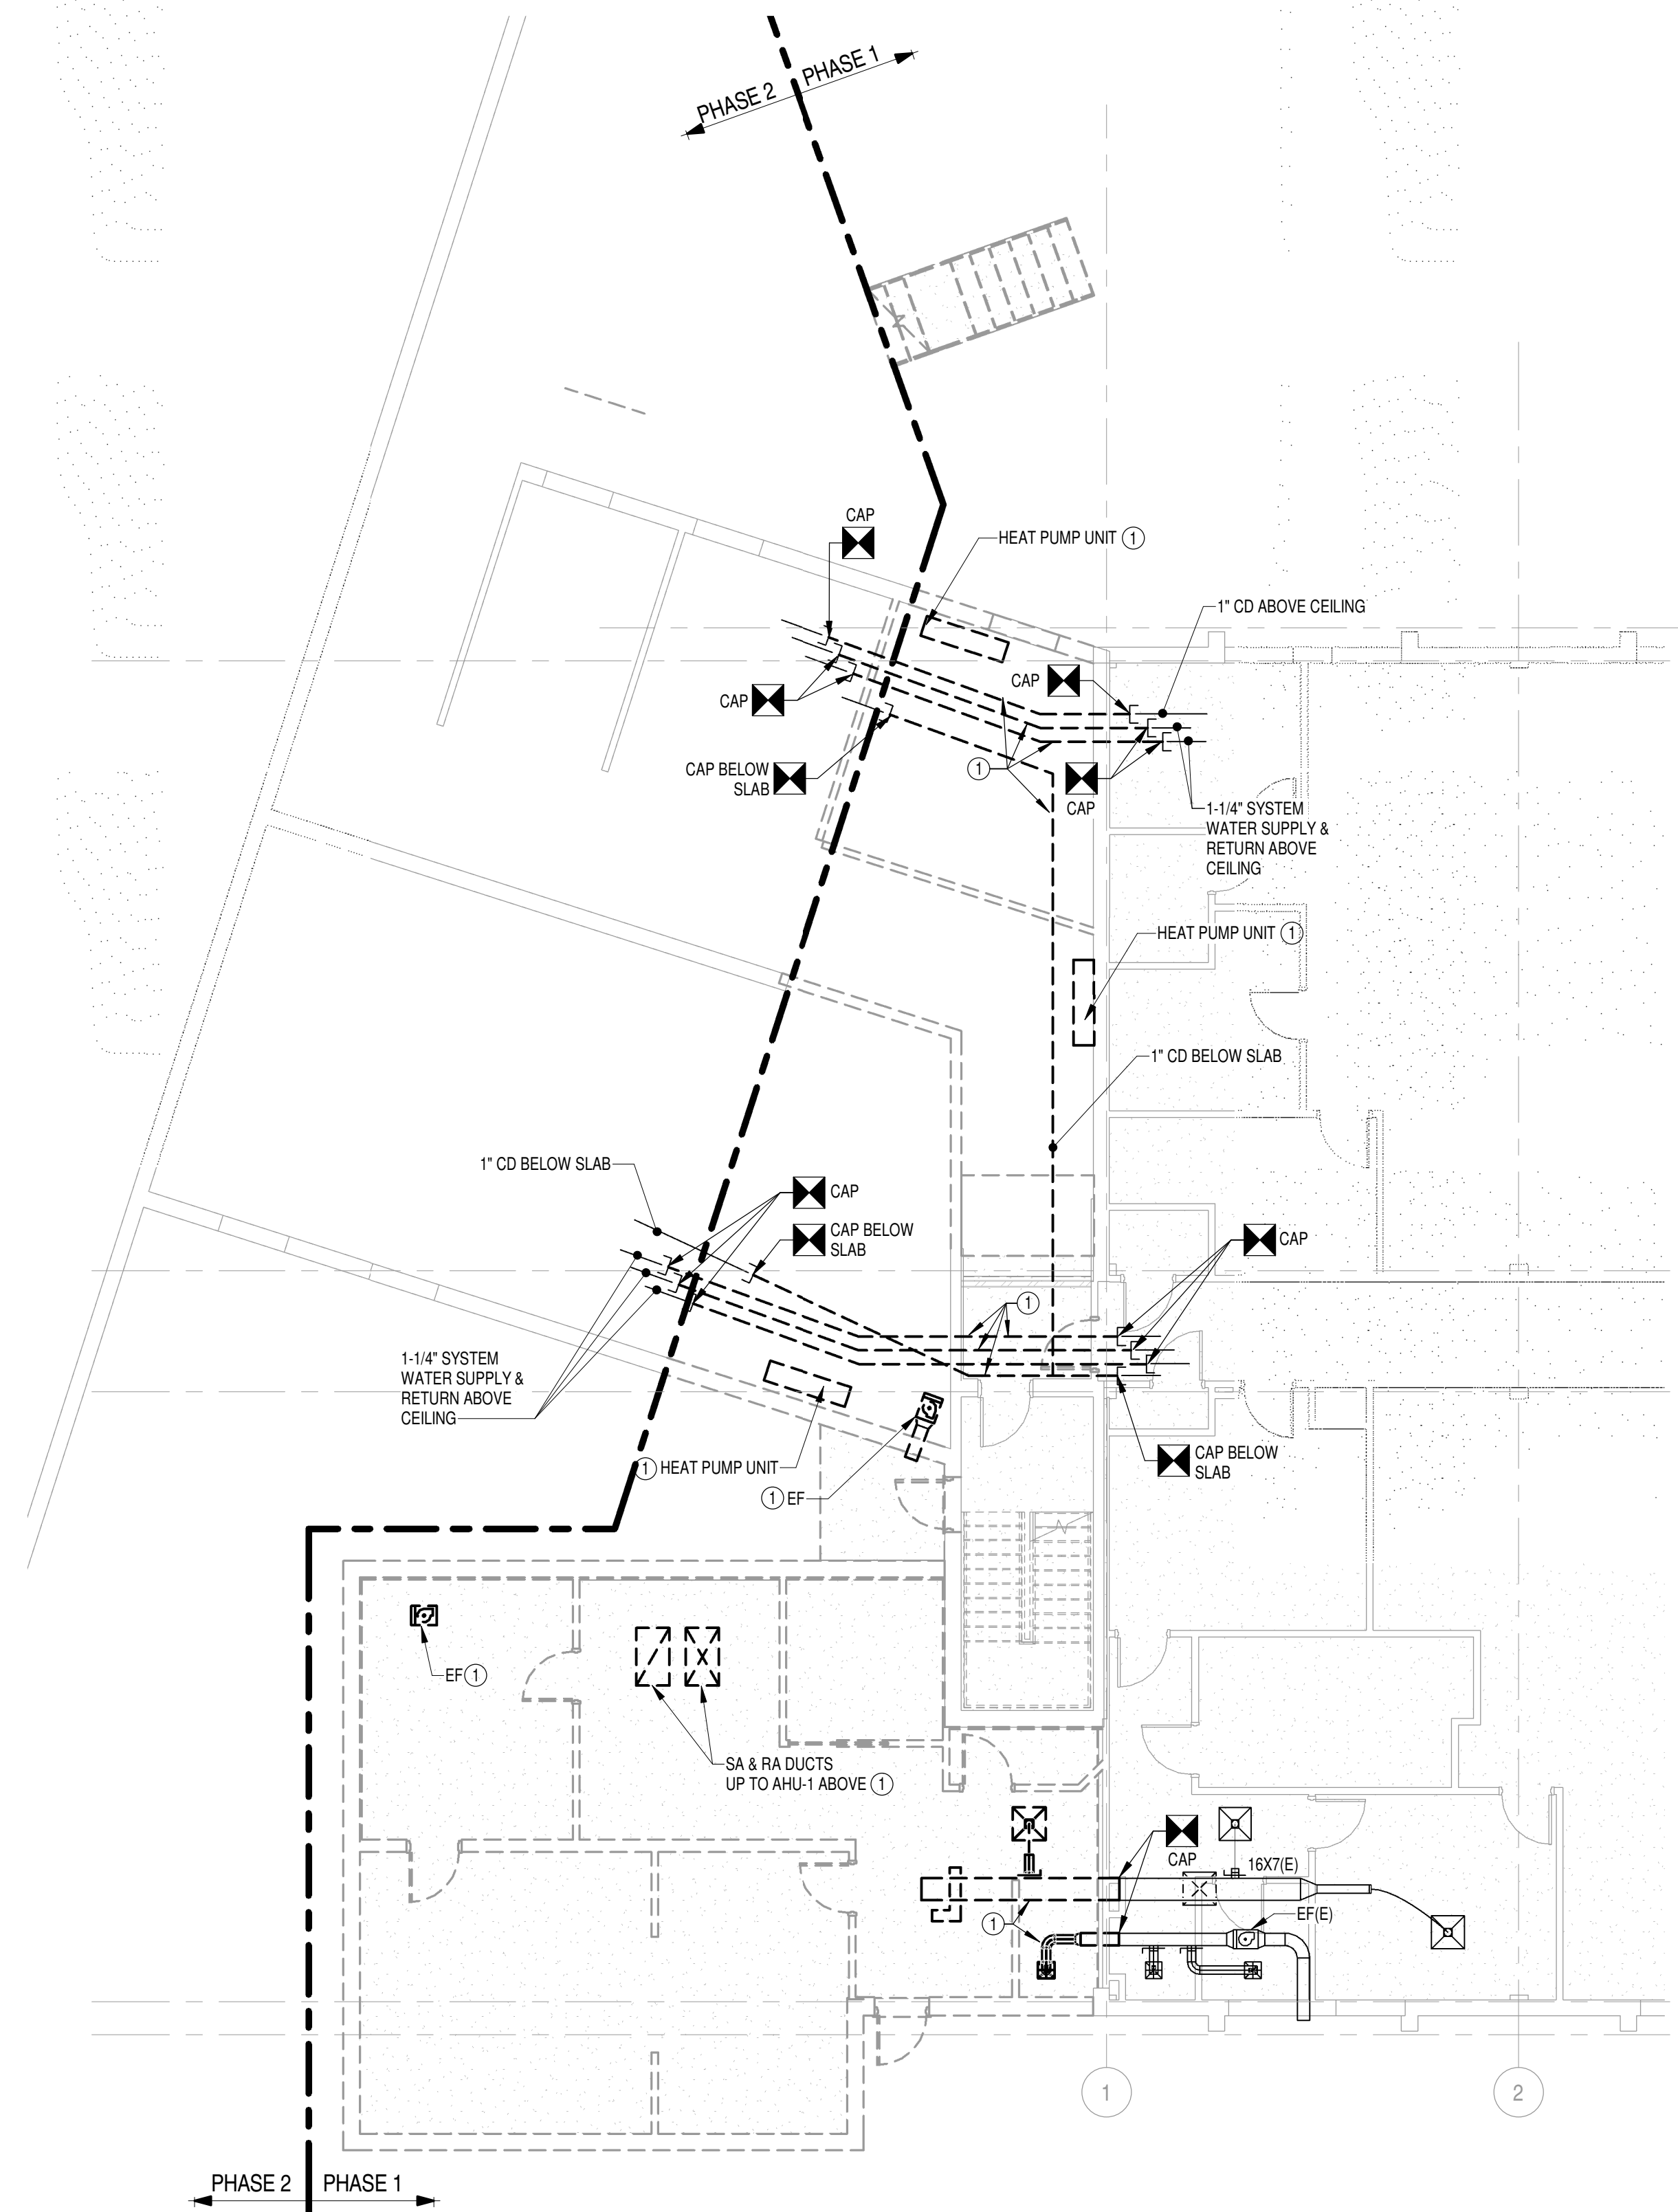 PHASE 2
PHASE 1
CAP
HEAT PUMP UNIT 1
1" CD ABOVE CEILING
CAP
CAP
CAP BELOW
SLAB
1
CAP
1-1/4" SYSTEM
WATER SUPPLY &
RETURN ABOVE
CEILING
HEAT PUMP UNIT 1
1" CD BELOW SLAB
1" CD BELOW SLAB
CAP
CAP BELOW
SLAB
CAP
1
1-1/4" SYSTEM
WATER SUPPLY &
RETURN ABOVE
CEILING
CAP BELOW
SLAB
1 HEAT PUMP UNIT
1 EF
EF 1
SA & RA DUCTS
UP TO AHU-1 ABOVE 1
CAP
16X7(E)
EF(E)
1
1
2
PHASE 2
PHASE 1